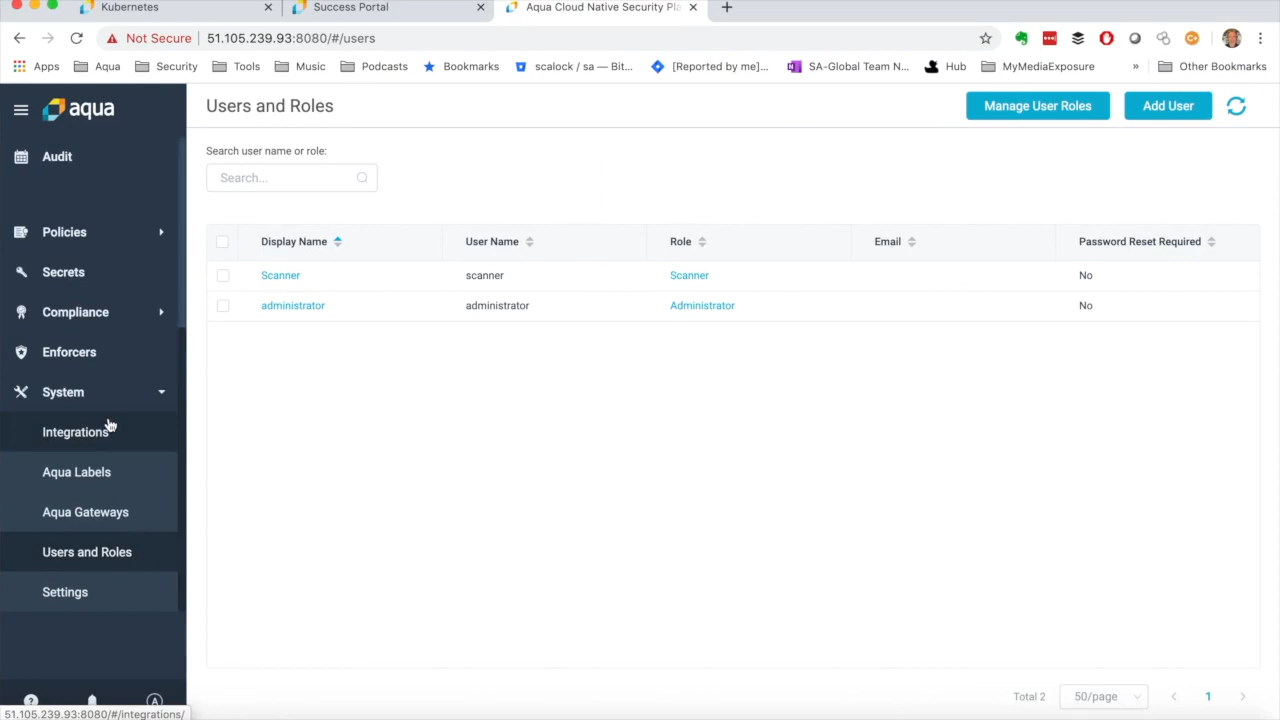 Kubernetes
Success Portal
Aqua Cloud Native Security Pla
Not Secure
51.105.239.93:8080/#/users
Apps
Aqua
Security
Tools
Music
Podcasts
Bookmarks
scalock / sa — Bit...
[Reported by me]...
SA-Global Team N...
Hub
MyMediaExposure
»
Other Bookmarks
aqua
Users and Roles
Manage User Roles
Add User
Audit
Policies
Secrets
Compliance
Enforcers
System
Integrations
Aqua Labels
Aqua Gateways
Users and Roles
Settings
Search user name or role:
Search...
Display Name User Name Role Email Password Reset Required
Scanner scanner Scanner No
administrator administrator Administrator No
Total 2 50/page 1
51.105.239.93:8080/#/integrations/